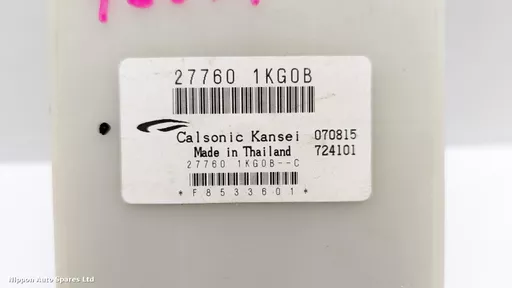 27760 1KG0B
Calsonic Kansei 070815
Made in Thailand 724101
27760 1KG0B--C
*F8533601*
Nippon Auto Spares Ltd